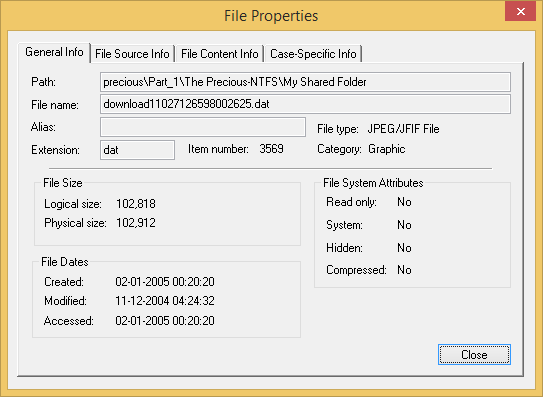 File Properties
General Info File Source Info File Content Info Case-Specific Info
Path: precious\Part_1\The Precious-NTFS\My Shared Folder
File name: download11027126598002625.dat
Alias: File type: JPEG/JFIF File
Extension: dat Item number: 3569 Category: Graphic
File Size
Logical size: 102,818
Physical size: 102,912
File Dates
Created: 02-01-2005 00:20:20
Modified: 11-12-2004 04:24:32
Accessed: 02-01-2005 00:20:20
File System Attributes
Read only: No
System: No
Hidden: No
Compressed: No
Close